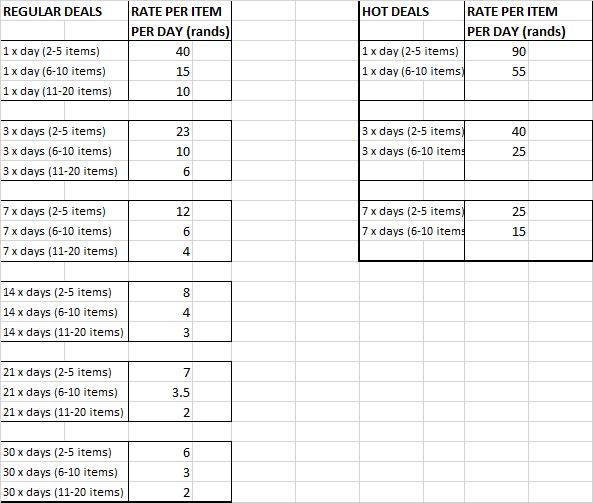 REGULAR DEALS RATE PER ITEM HOT DEALS RATE PER ITEM
PER DAY (rands) PER DAY (rands)
1 x day (2-5 items) 40 1 x day (2-5 items) 90
1 x day (6-10 items) 15 1 x day (6-10 items) 55
1 x day (11-20 items) 10
3 x days (2-5 items) 23 3 x days (2-5 items) 40
3 x days (6-10 items) 10 3 x days (6-10 items 25
3 x days (11-20 items) 6
7 x days (2-5 items) 12 7 x days (2-5 items) 25
7 x days (6-10 items) 6 7 x days (6-10 items 15
7 x days (11-20 items) 4
14 x days (2-5 items) 8
14 x days (6-10 items) 4
14 x days (11-20 items) 3
21 x days (2-5 items) 7
21 x days (6-10 items) 3.5
21 x days (11-20 items) 2
30 x days (2-5 items) 6
30 x days (6-10 items) 3
30 x days (11-20 items) 2